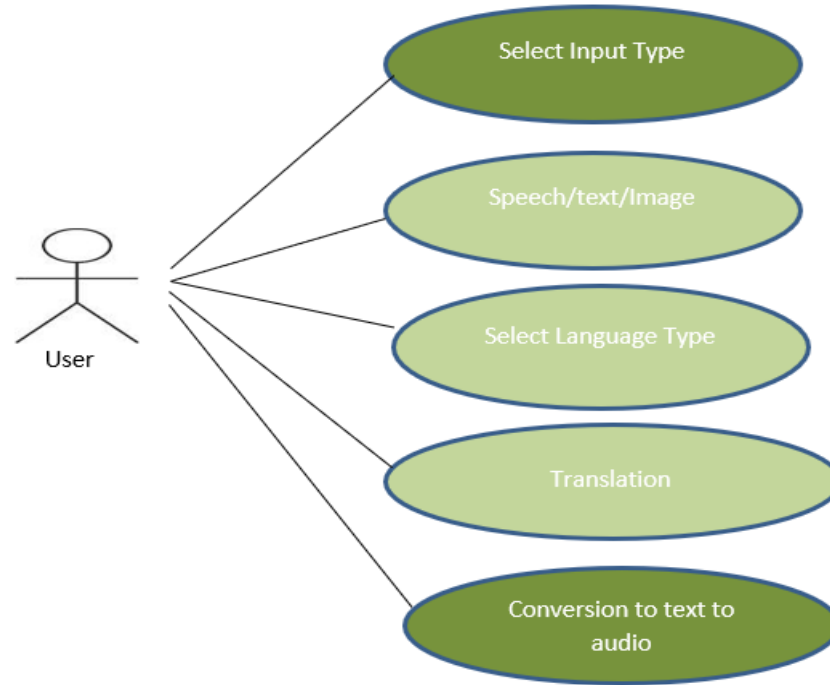 Select Input Type
Speech/text/Image
User
Select Language Type
Translation
Conversion to text to
audio